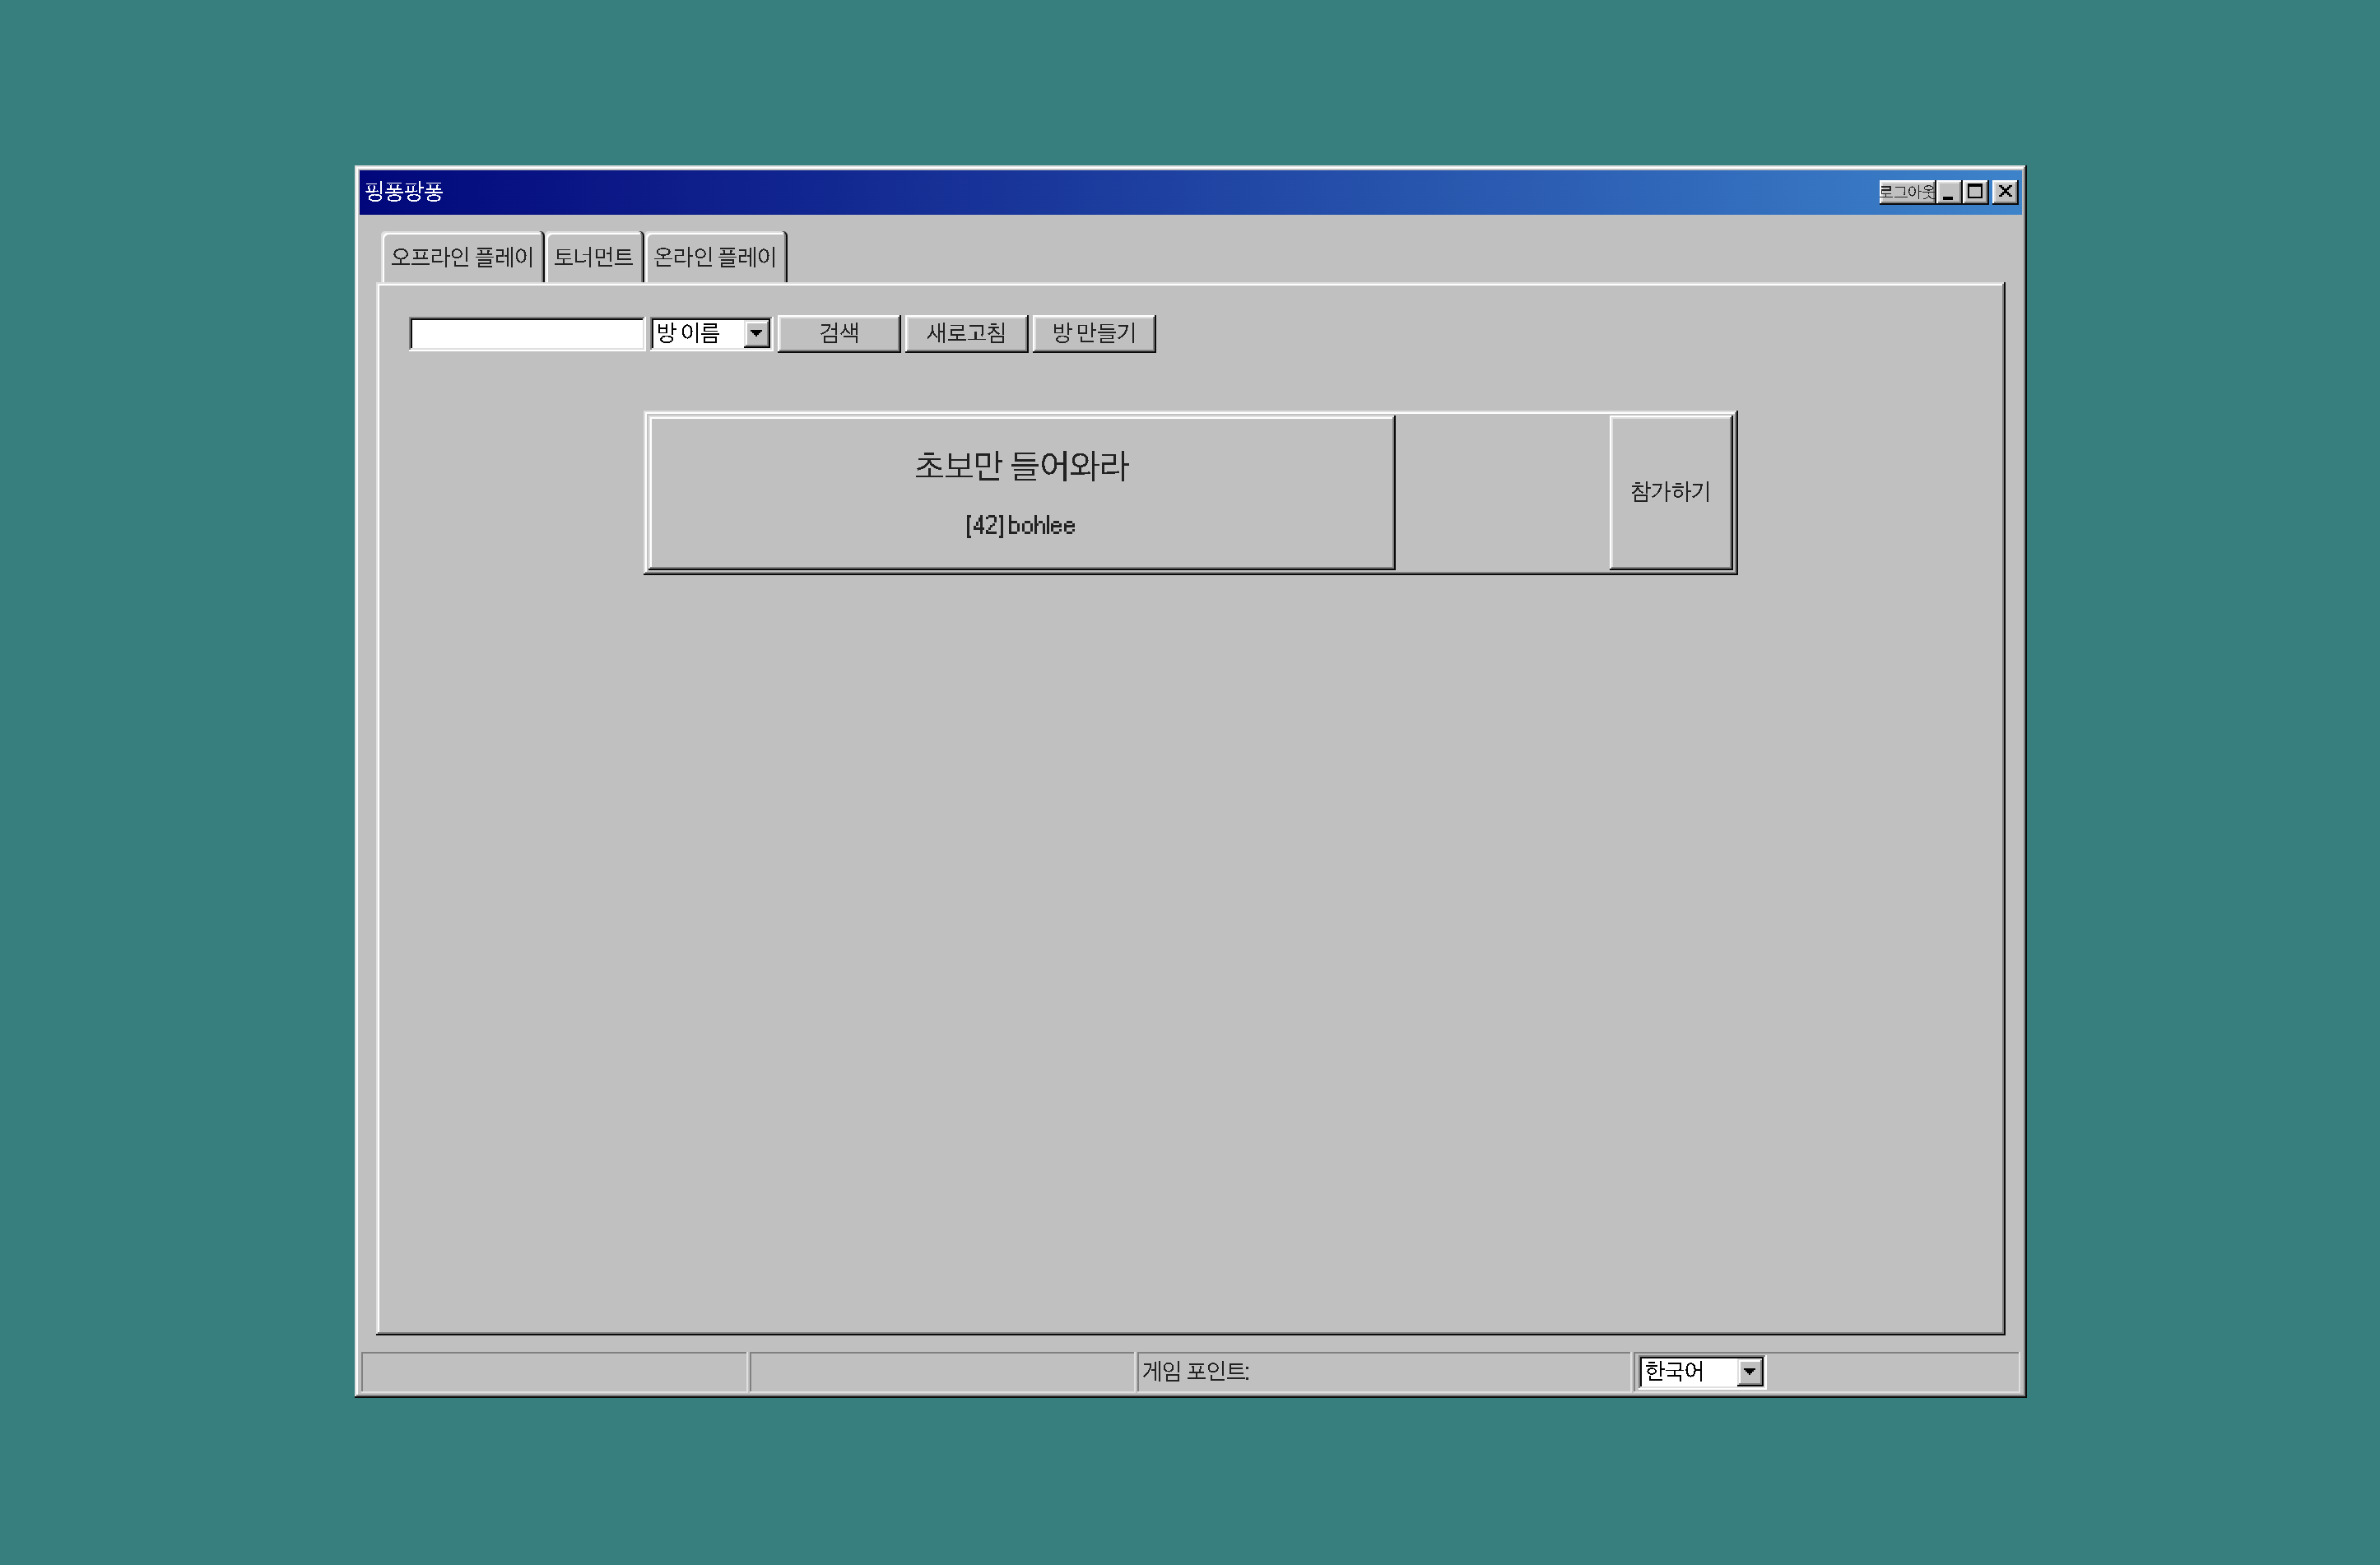 핑퐁팡퐁
로그아웃
오프라인 플레이
토너먼트
온라인 플레이
방 이름
검색
새로고침
방 만들기
초보만 들어와라
[42]bohlee
참가하기
게임 포인트:
한국어